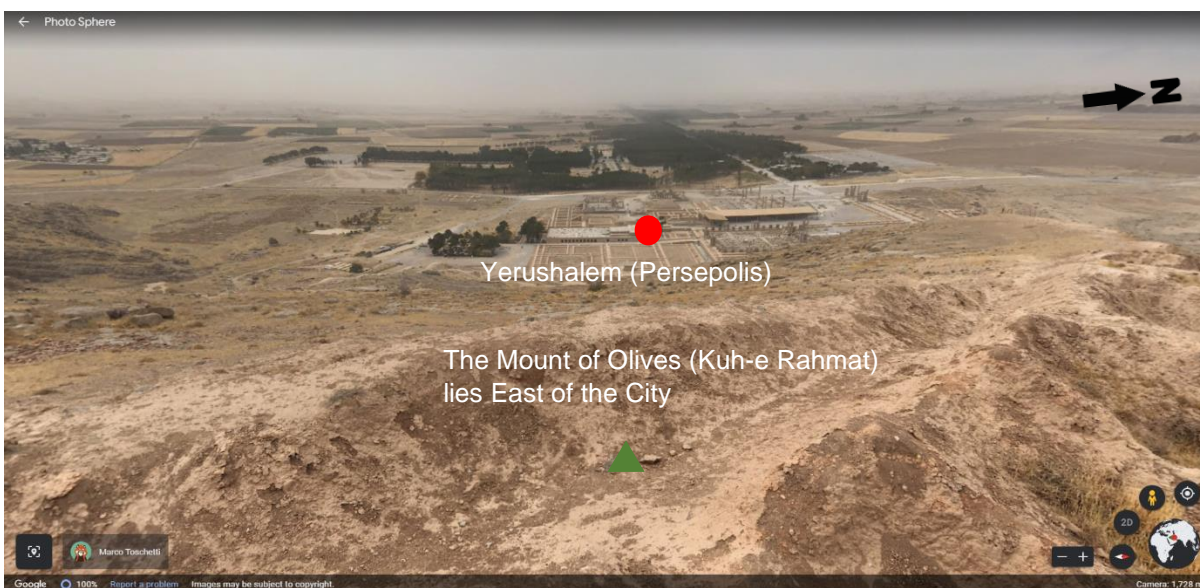 Photo Sphere
N
Yerushalem (Persepolis)
The Mount of Olives (Kuh-e Rahmat)
lies East of the City
2D
Marco Toschetti
Google 100% Report a problem Images may be subject to copyright.
Camera: 1,728 m